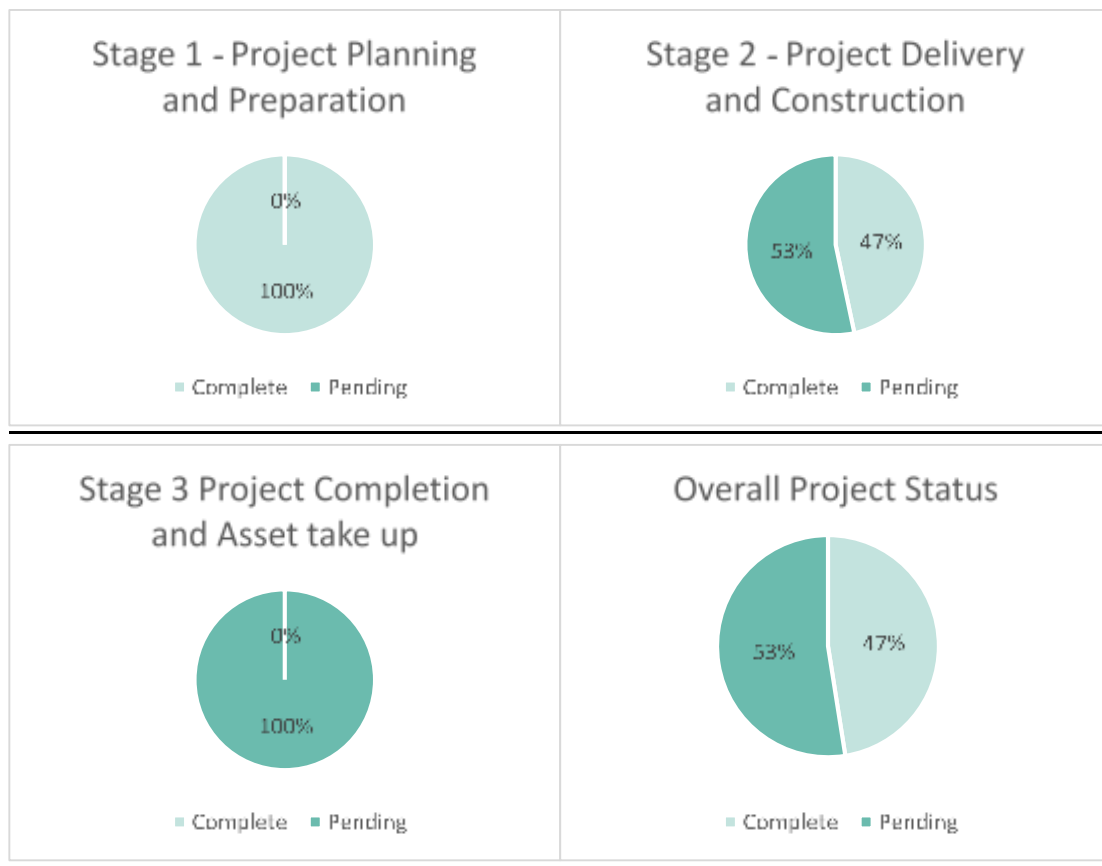 Stage 1 - Project Planning
and Preparation
0%
100%
Complete Pending
Stage 2 - Project Delivery
and Construction
53% 47%
Complete Pending
Stage 3 Project Completion
and Asset take up
0%
100%
Complete Pending
Overall Project Status
53% 47%
Complete Pending